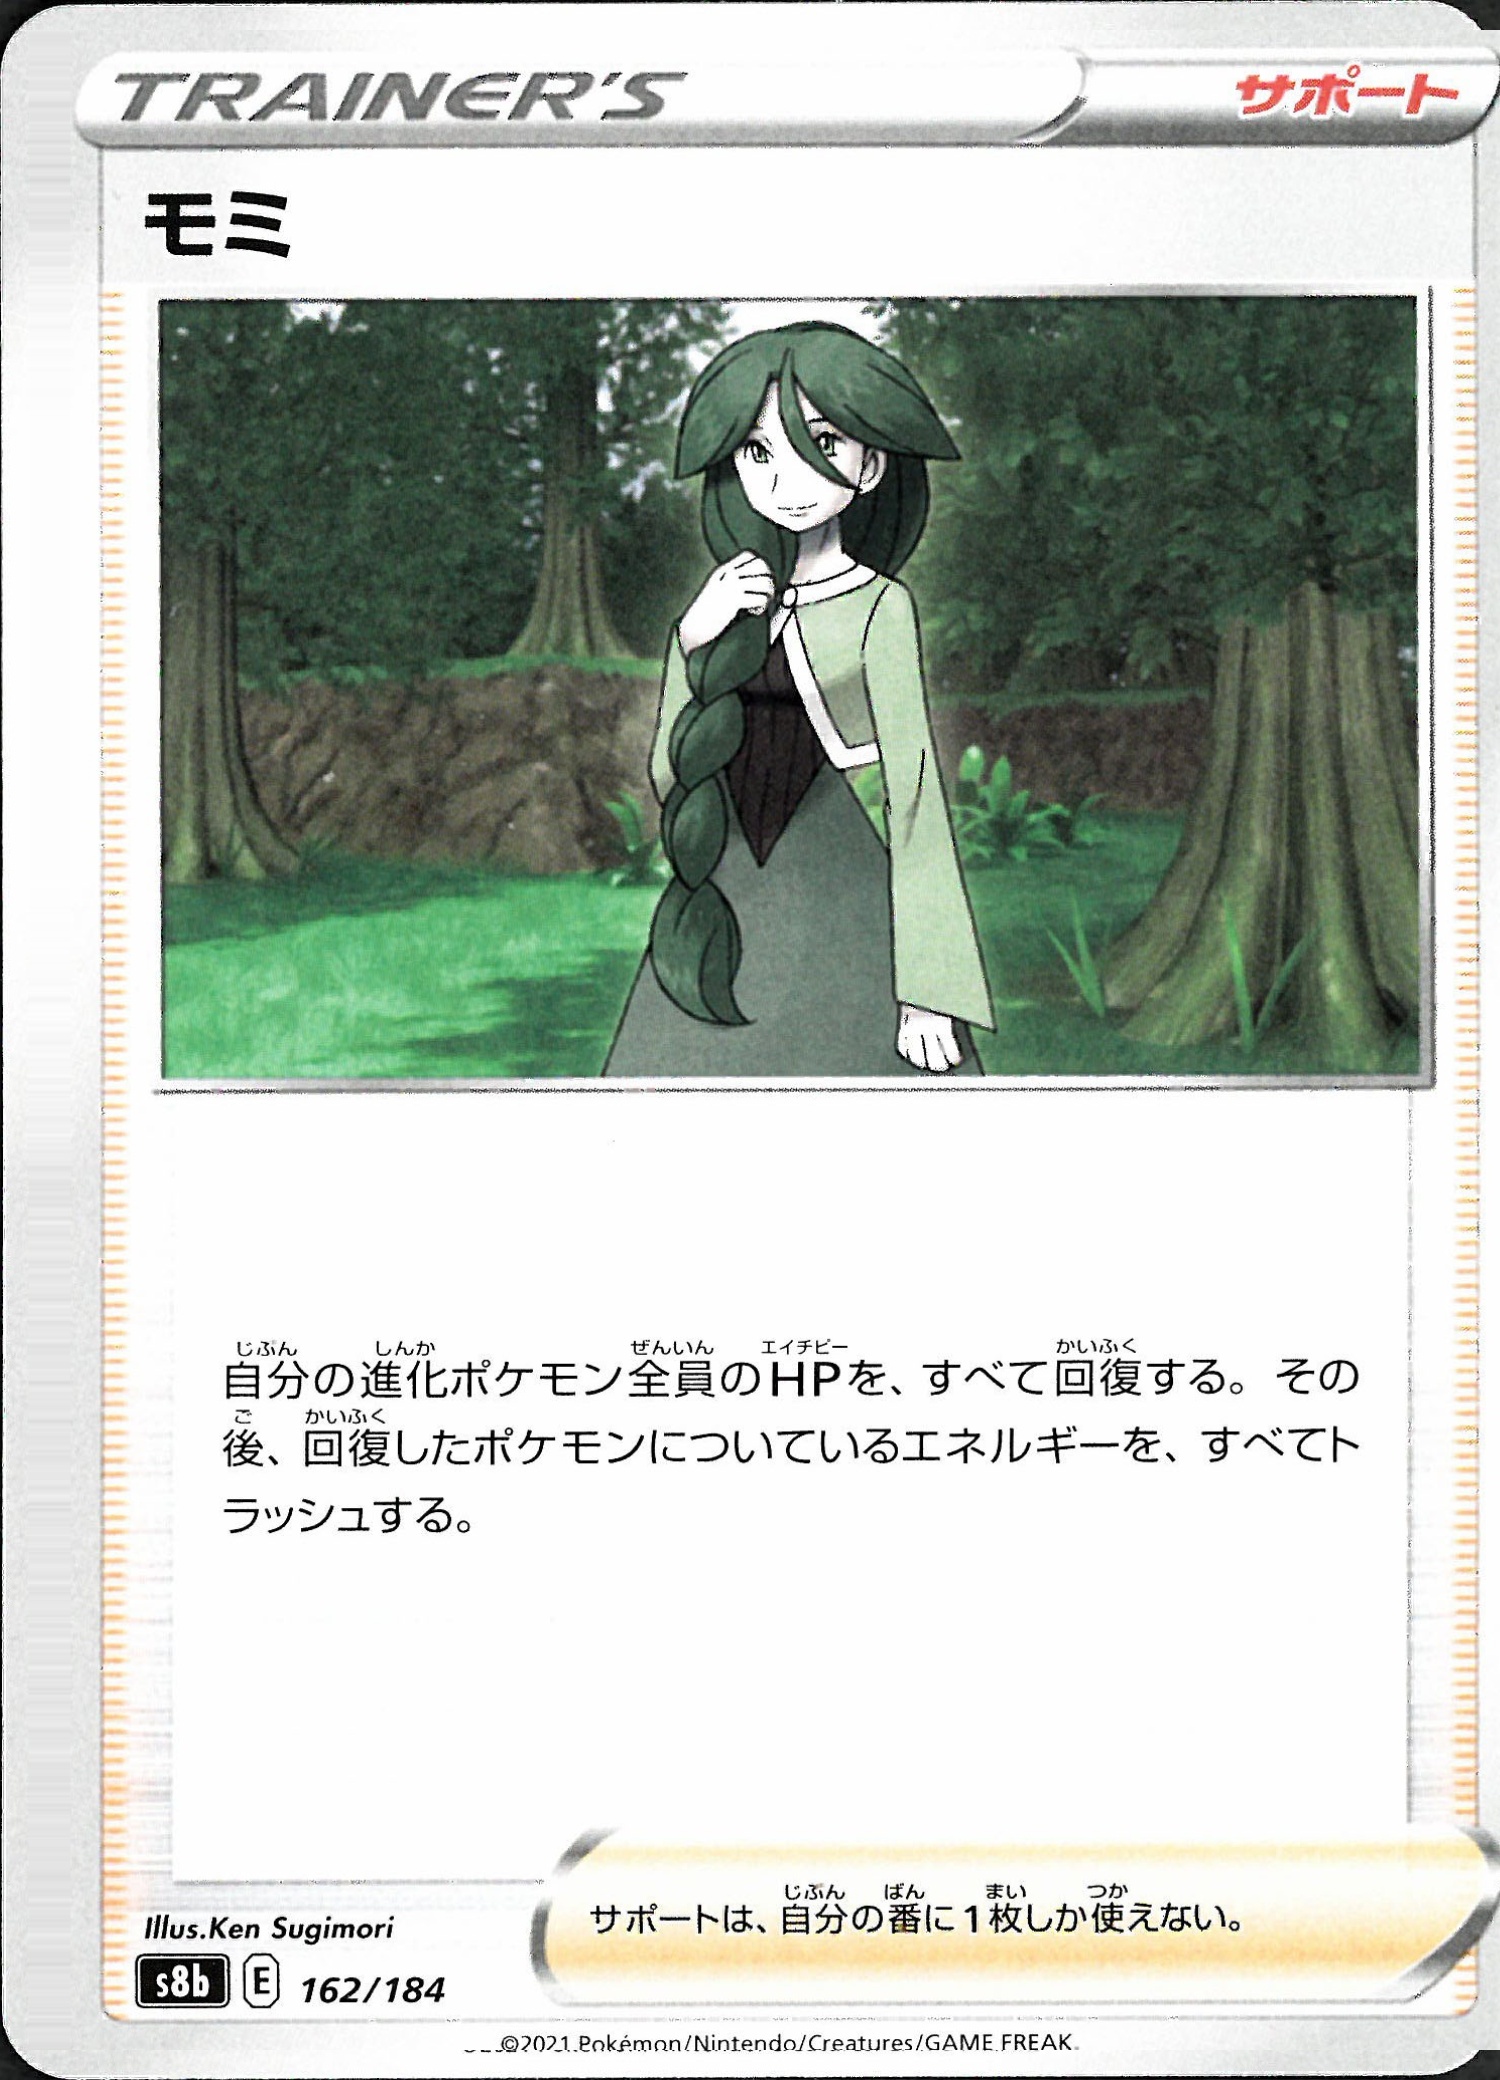 TRAINER'S
サポート
モミ
じぶん しんか ぜんいん エイチピー かいふく
自分の進化ポケモン全員のHPを、すべて回復する。その
ご かいふく
後、回復したポケモンについているエネルギーを、すべてト
ラッシュする。
じぶん ばん まい つか
サポートは、自分の番に1枚しか使えない。
Illus.Ken Sugimori
s8b E 162/184
©2021 Pokémon/Nintendo/Creatures/GAME FREAK.